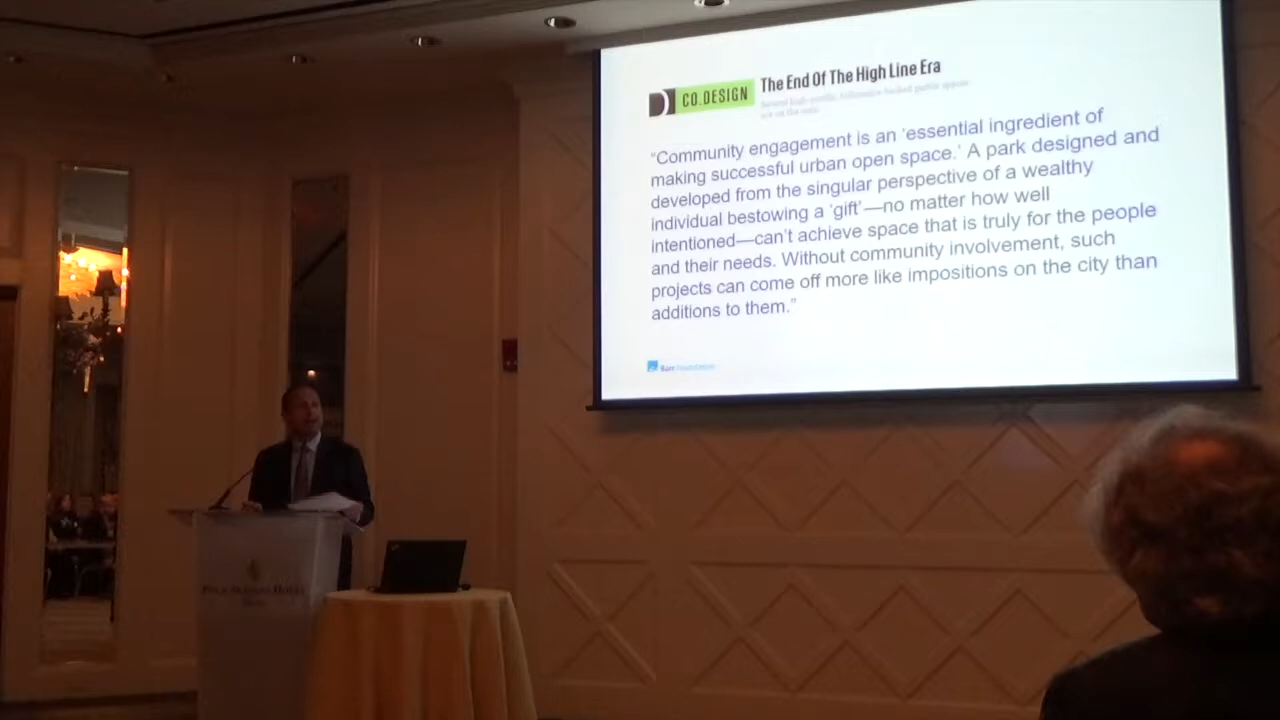 CO.DESIGN
The End Of The High Line Era
“Community engagement is an ‘essential ingredient of
making successful urban open space.’ A park designed and
developed from the singular perspective of a wealthy
individual bestowing a ‘gift’—no matter how well
intentioned—can’t achieve space that is truly for the people
and their needs. Without community involvement, such
projects can come off more like impositions on the city than
additions to them.”
Barr Foundation